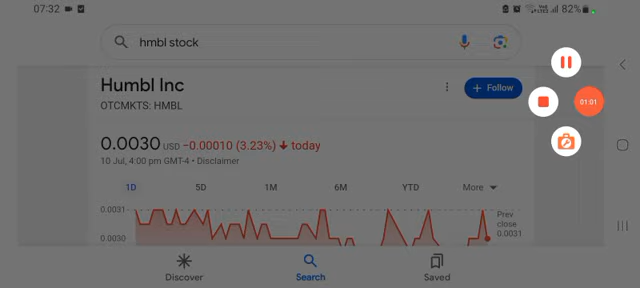 07:32 82%
hmbl stock
Humbl Inc
+ Follow
OTCMKTS: HMBL
01:01
0.0030 USD −0.00010 (3.23%) ↓ today
10 Jul, 4:00 pm GMT-4 • Disclaimer
1D 5D 1M 6M YTD More
0.0031
Prev
close
0.0031
0.0030
Discover Search Saved